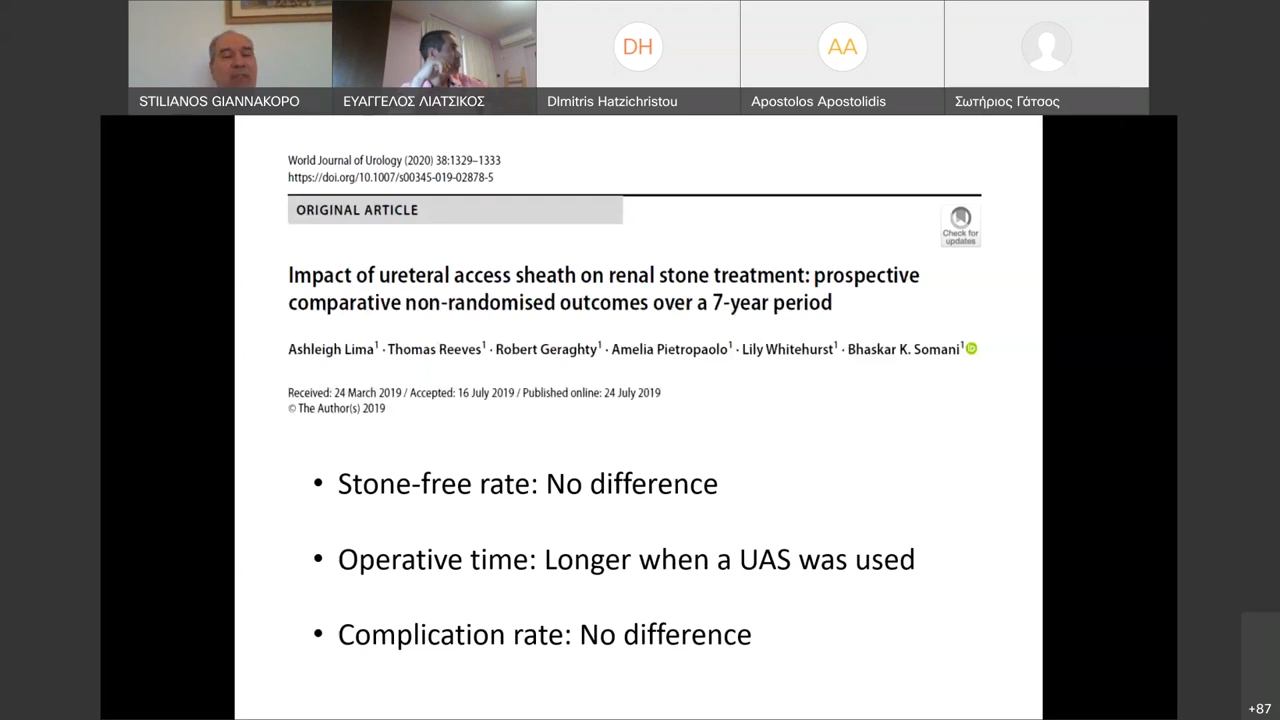 DH
AA
STILIANOS GIANNAKOPO
ΕΥΑΓΓΕΛΟΣ ΛΙΑΤΣΙΚΟΣ
DImitris Hatzichristou
Apostolos Apostolidis
Σωτήριος Γάτσος
World Journal of Urology (2020) 38:1329–1333
https://doi.org/10.1007/s00345-019-02878-5
ORIGINAL ARTICLE
Check for
updates
Impact of ureteral access sheath on renal stone treatment: prospective
comparative non-randomised outcomes over a 7-year period
Ashleigh Lima1 · Thomas Reeves1 · Robert Geraghty1 · Amelia Pietropaolo1 · Lily Whitehurst1 · Bhaskar K. Somani1 iD
Received: 24 March 2019 / Accepted: 16 July 2019 / Published online: 24 July 2019
© The Author(s) 2019
• Stone-free rate: No difference
• Operative time: Longer when a UAS was used
• Complication rate: No difference
+87